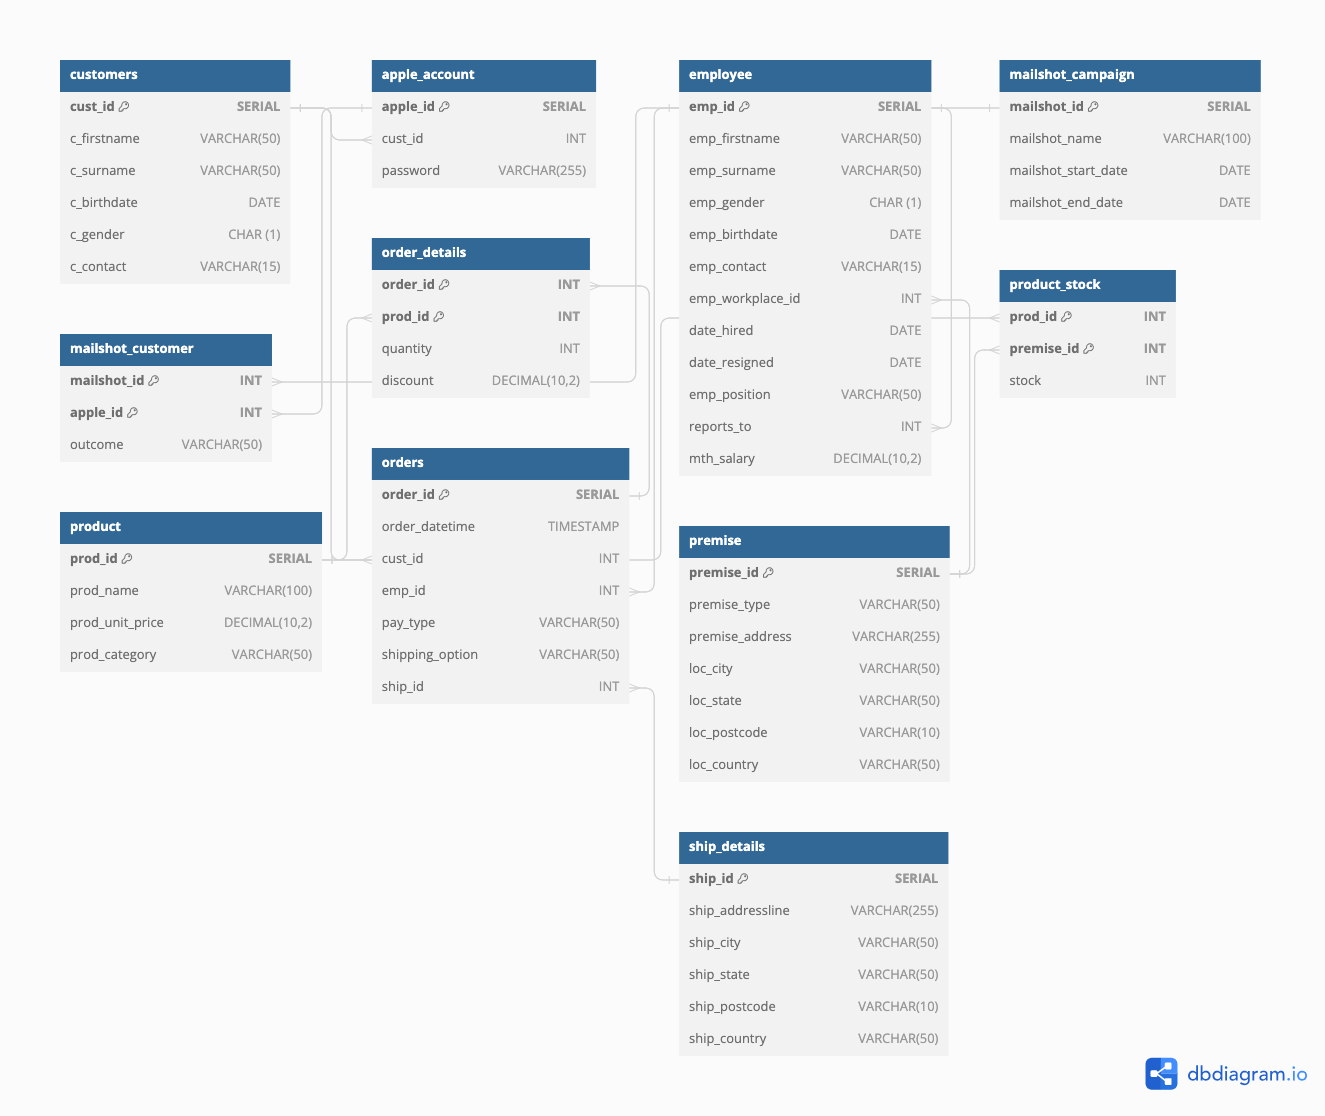 customers
cust_id SERIAL
c_firstname VARCHAR(50)
c_surname VARCHAR(50)
c_birthdate DATE
c_gender CHAR (1)
c_contact VARCHAR(15)
mailshot_customer
mailshot_id INT
apple_id INT
outcome VARCHAR(50)
product
prod_id SERIAL
prod_name VARCHAR(100)
prod_unit_price DECIMAL(10,2)
prod_category VARCHAR(50)
apple_account
apple_id SERIAL
cust_id INT
password VARCHAR(255)
order_details
order_id INT
prod_id INT
quantity INT
discount DECIMAL(10,2)
orders
order_id SERIAL
order_datetime TIMESTAMP
cust_id INT
emp_id INT
pay_type VARCHAR(50)
shipping_option VARCHAR(50)
ship_id INT
employee
emp_id SERIAL
emp_firstname VARCHAR(50)
emp_surname VARCHAR(50)
emp_gender CHAR (1)
emp_birthdate DATE
emp_contact VARCHAR(15)
emp_workplace_id INT
date_hired DATE
date_resigned DATE
emp_position VARCHAR(50)
reports_to INT
mth_salary DECIMAL(10,2)
premise
premise_id SERIAL
premise_type VARCHAR(50)
premise_address VARCHAR(255)
loc_city VARCHAR(50)
loc_state VARCHAR(50)
loc_postcode VARCHAR(10)
loc_country VARCHAR(50)
ship_details
ship_id SERIAL
ship_addressline VARCHAR(255)
ship_city VARCHAR(50)
ship_state VARCHAR(50)
ship_postcode VARCHAR(10)
ship_country VARCHAR(50)
mailshot_campaign
mailshot_id SERIAL
mailshot_name VARCHAR(100)
mailshot_start_date DATE
mailshot_end_date DATE
product_stock
prod_id INT
premise_id INT
stock INT
dbdiagram.io